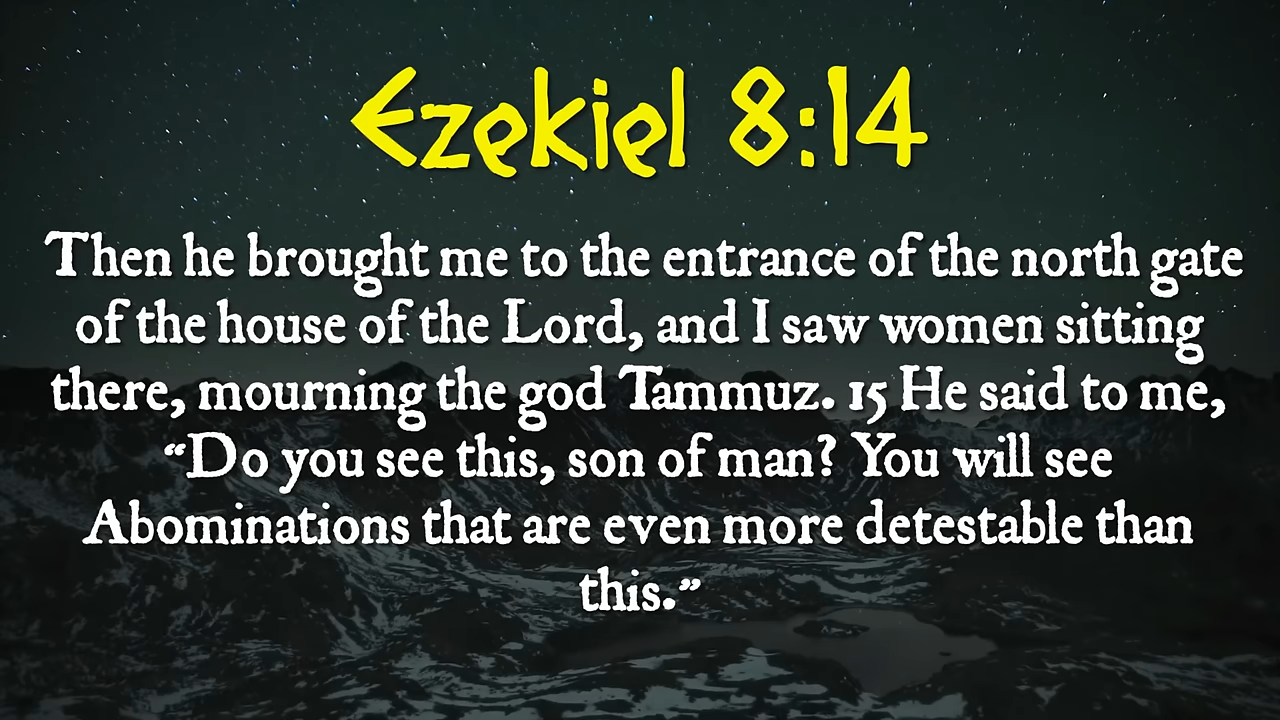 Ezekiel 8:14
Then he brought me to the entrance of the north gate
of the house of the Lord, and I saw women sitting
there, mourning the god Tammuz. 15 He said to me,
“Do you see this, son of man? You will see
Abominations that are even more detestable than
this.”